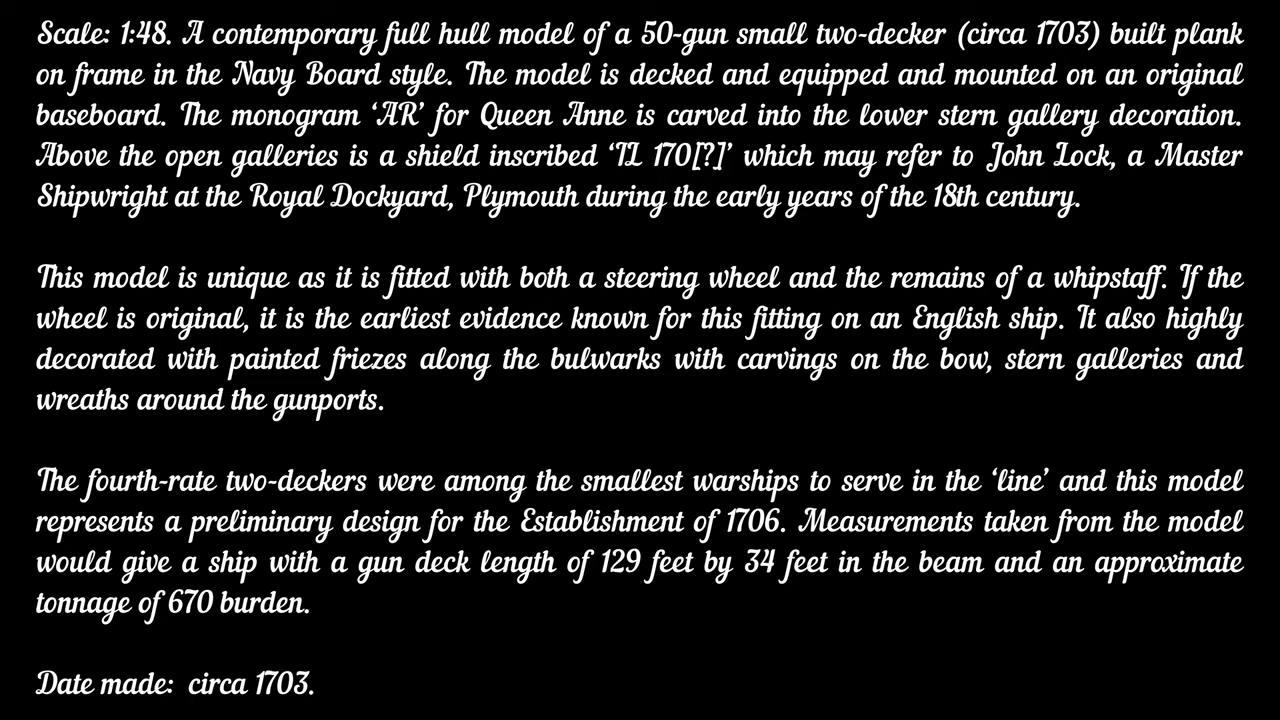 Scale: 1:48. A contemporary full hull model of a 50-gun small two-decker (circa 1703) built plank
on frame in the Navy Board style. The model is decked and equipped and mounted on an original
baseboard. The monogram ‘AR’ for Queen Anne is carved into the lower stern gallery decoration.
Above the open galleries is a shield inscribed ‘IL 170[?]’ which may refer to John Lock, a Master
Shipwright at the Royal Dockyard, Plymouth during the early years of the 18th century.
This model is unique as it is fitted with both a steering wheel and the remains of a whipstaff. If the
wheel is original, it is the earliest evidence known for this fitting on an English ship. It also highly
decorated with painted friezes along the bulwarks with carvings on the bow, stern galleries and
wreaths around the gunports.
The fourth-rate two-deckers were among the smallest warships to serve in the ‘line’ and this model
represents a preliminary design for the Establishment of 1706. Measurements taken from the model
would give a ship with a gun deck length of 129 feet by 34 feet in the beam and an approximate
tonnage of 670 burden.
Date made: circa 1703.